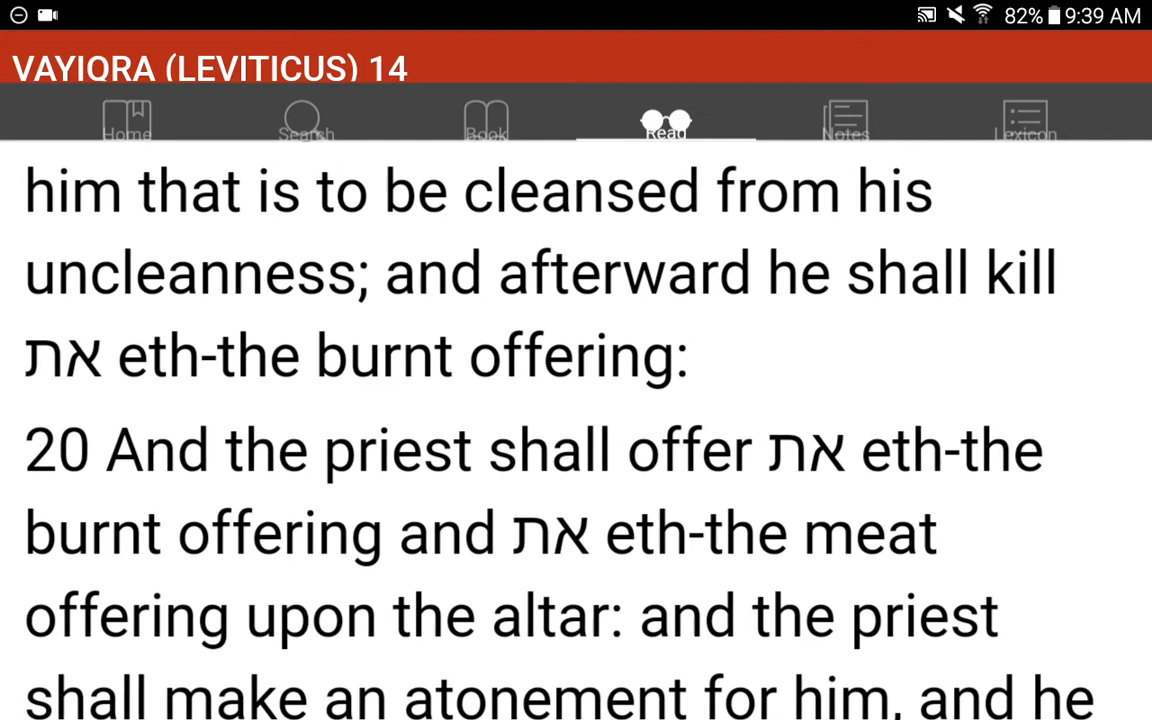 82% 9:39 AM
VAYIQRA (LEVITICUS) 14
Home Search Book Read Notes Lexicon
him that is to be cleansed from his
uncleanness; and afterward he shall kill
את eth-the burnt offering:
20 And the priest shall offer את eth-the
burnt offering and את eth-the meat
offering upon the altar: and the priest
shall make an atonement for him, and he